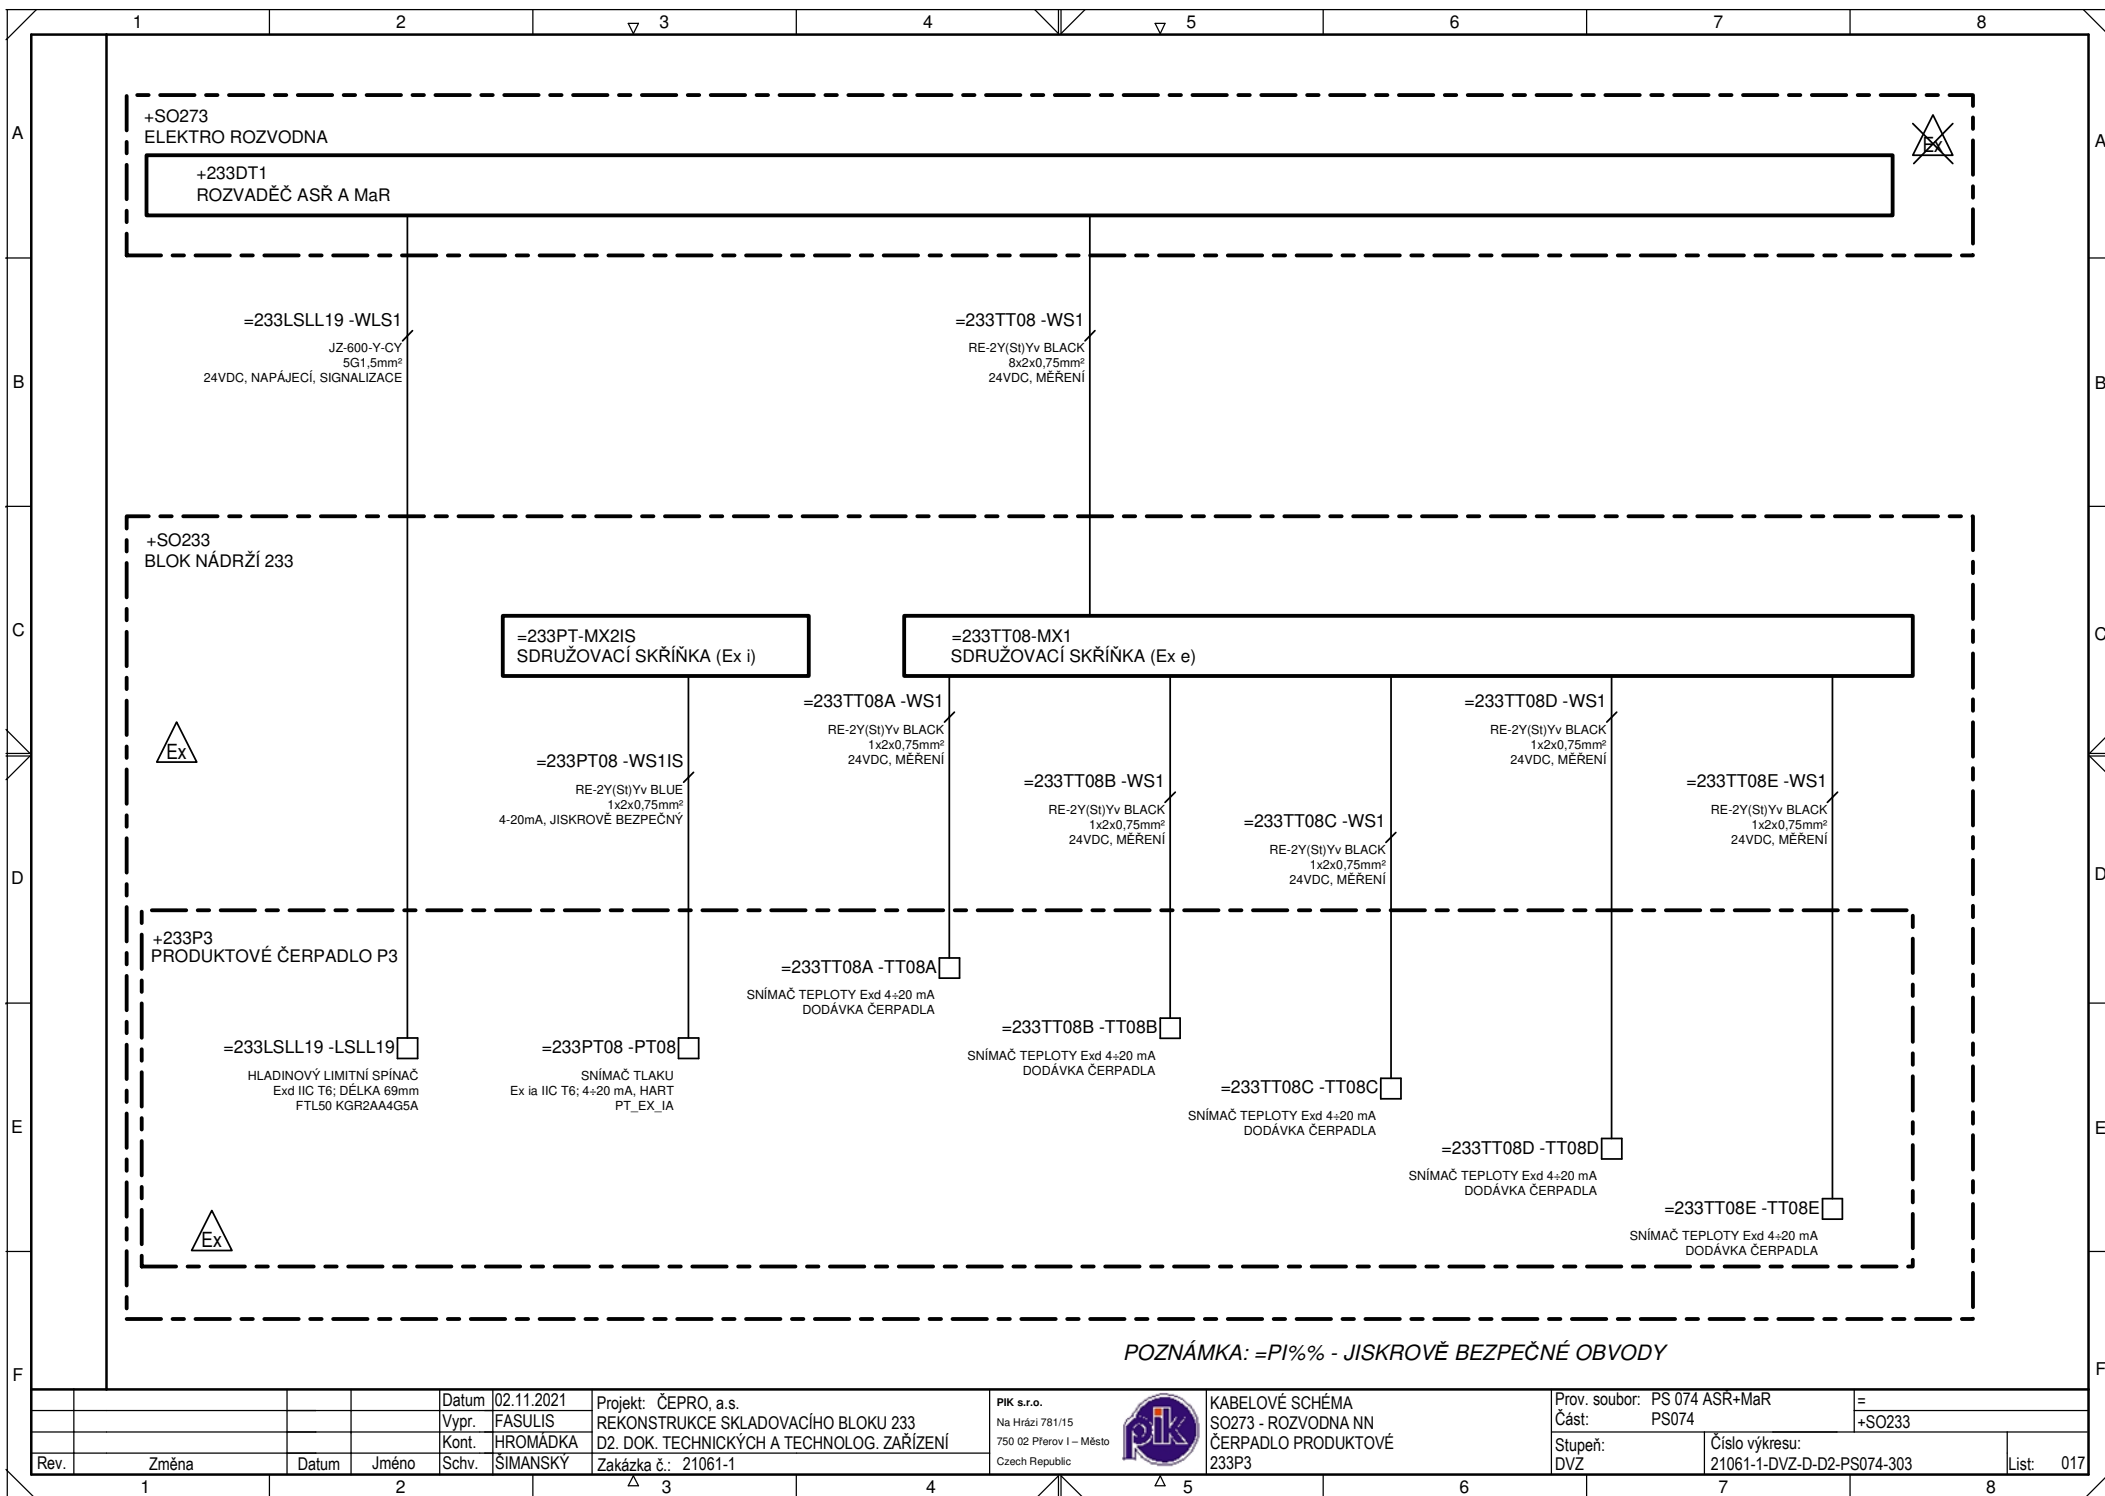 1 2 3 4 5 6 7 8
A A
+SO273
ELEKTRO ROZVODNA
Ex
+233DT1
ROZVADĚČ ASŘ A MaR
=233LSLL19 -WLS1
JZ-600-Y-CY
5G1,5mm²
24VDC, NAPÁJECÍ, SIGNALIZACE
=233TT08 -WS1
RE-2Y(St)Yv BLACK
8x2x0,75mm²
24VDC, MĚŘENÍ
B B
+SO233
BLOK NÁDRŽÍ 233
C C
=233PT-MX2IS
SDRUŽOVACÍ SKŘÍŇKA (Ex i)
=233TT08-MX1
SDRUŽOVACÍ SKŘÍŇKA (Ex e)
Ex
=233PT08 -WS1IS
RE-2Y(St)Yv BLUE
1x2x0,75mm²
4-20mA, JISKROVĚ BEZPEČNÝ
=233TT08A -WS1
RE-2Y(St)Yv BLACK
1x2x0,75mm²
24VDC, MĚŘENÍ
=233TT08B -WS1
RE-2Y(St)Yv BLACK
1x2x0,75mm²
24VDC, MĚŘENÍ
=233TT08C -WS1
RE-2Y(St)Yv BLACK
1x2x0,75mm²
24VDC, MĚŘENÍ
=233TT08D -WS1
RE-2Y(St)Yv BLACK
1x2x0,75mm²
24VDC, MĚŘENÍ
=233TT08E -WS1
RE-2Y(St)Yv BLACK
1x2x0,75mm²
24VDC, MĚŘENÍ
D D
+233P3
PRODUKTOVÉ ČERPADLO P3
=233LSLL19 -LSLL19
HLADINOVÝ LIMITNÍ SPÍNAČ
Exd IIC T6; DÉLKA 69mm
FTL50 KGR2AA4G5A
=233PT08 -PT08
SNÍMAČ TLAKU
Ex ia IIC T6; 4÷20 mA, HART
PT_EX_IA
=233TT08A -TT08A
SNÍMAČ TEPLOTY Exd 4÷20 mA
DODÁVKA ČERPADLA
=233TT08B -TT08B
SNÍMAČ TEPLOTY Exd 4÷20 mA
DODÁVKA ČERPADLA
=233TT08C -TT08C
SNÍMAČ TEPLOTY Exd 4÷20 mA
DODÁVKA ČERPADLA
=233TT08D -TT08D
SNÍMAČ TEPLOTY Exd 4÷20 mA
DODÁVKA ČERPADLA
=233TT08E -TT08E
SNÍMAČ TEPLOTY Exd 4÷20 mA
DODÁVKA ČERPADLA
E E
Ex
POZNÁMKA: =PI%% - JISKROVĚ BEZPEČNÉ OBVODY
F F
Rev. Změna Datum Jméno
Datum 02.11.2021
Vypr. FASULIS
Kont. HROMÁDKA
Schv. ŠIMANSKÝ
Projekt: ČEPRO, a.s.
REKONSTRUKCE SKLADOVACÍHO BLOKU 233
D2. DOK. TECHNICKÝCH A TECHNOLOG. ZAŘÍZENÍ
Zakázka č.: 21061-1
PIK s.r.o.
Na Hrázi 781/15
750 02 Přerov I – Město
Czech Republic
pik
KABELOVÉ SCHÉMA
SO273 - ROZVODNA NN
ČERPADLO PRODUKTOVÉ
233P3
Prov. soubor: PS 074 ASŘ+MaR
Část: PS074
=
+SO233
Stupeň:
DVZ
Číslo výkresu:
21061-1-DVZ-D-D2-PS074-303
List: 017
1 2 3 4 5 6 7 8